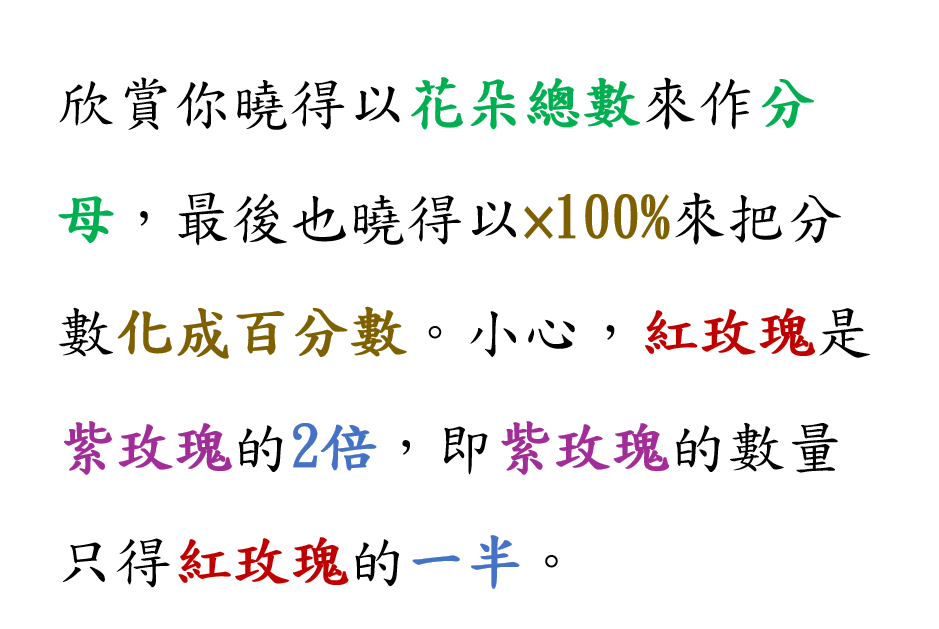 欣賞你曉得以花朵總數來作分
母，最後也曉得以×100%來把分
數化成百分數。小心，紅玫瑰是
紫玫瑰的2倍，即紫玫瑰的數量
只得紅玫瑰的一半。